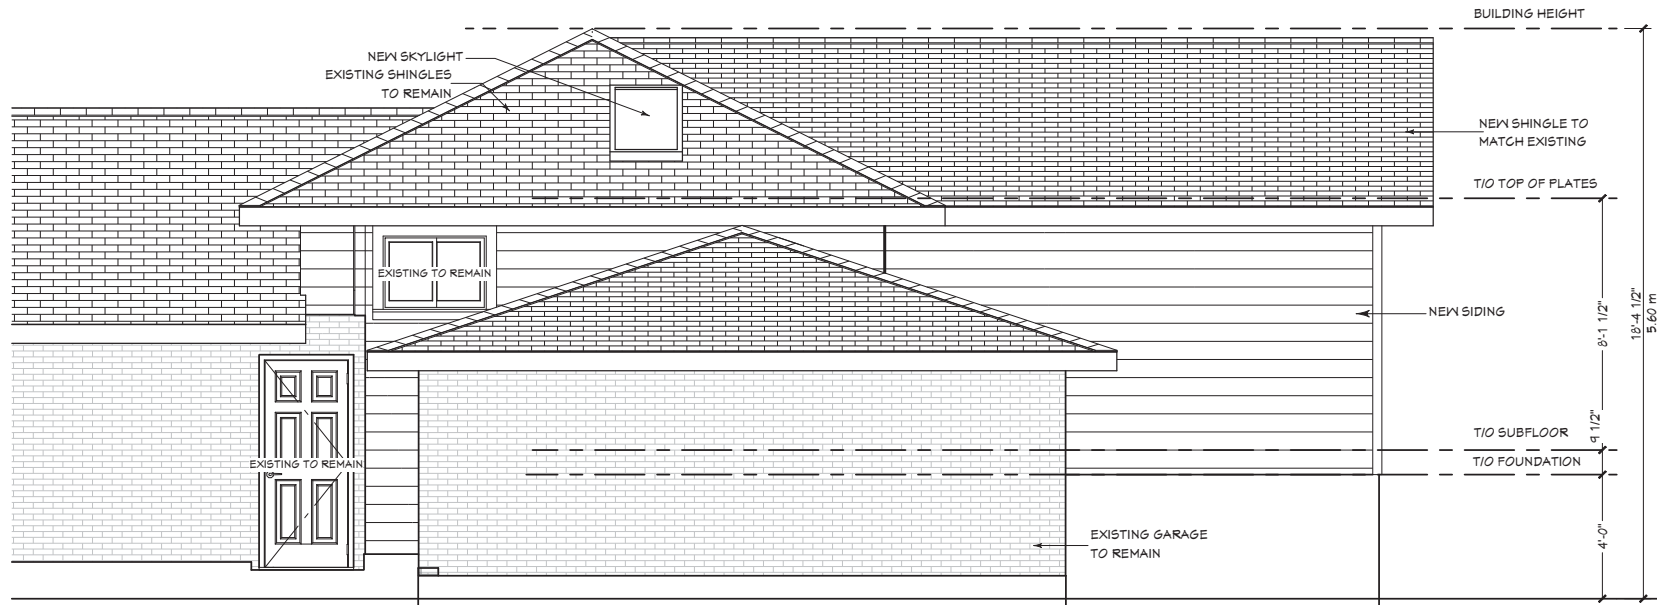 BUILDING HEIGHT
NEW SKYLIGHT
EXISTING SHINGLES
TO REMAIN
NEW SHINGLE TO
MATCH EXISTING
T/O TOP OF PLATES
EXISTING TO REMAIN
NEW SIDING
8'-1 1/2"
18'-4 1/2"
5.60 m
T/O SUBFLOOR
9 1/2"
T/O FOUNDATION
EXISTING TO REMAIN
EXISTING GARAGE
TO REMAIN
4'-0"